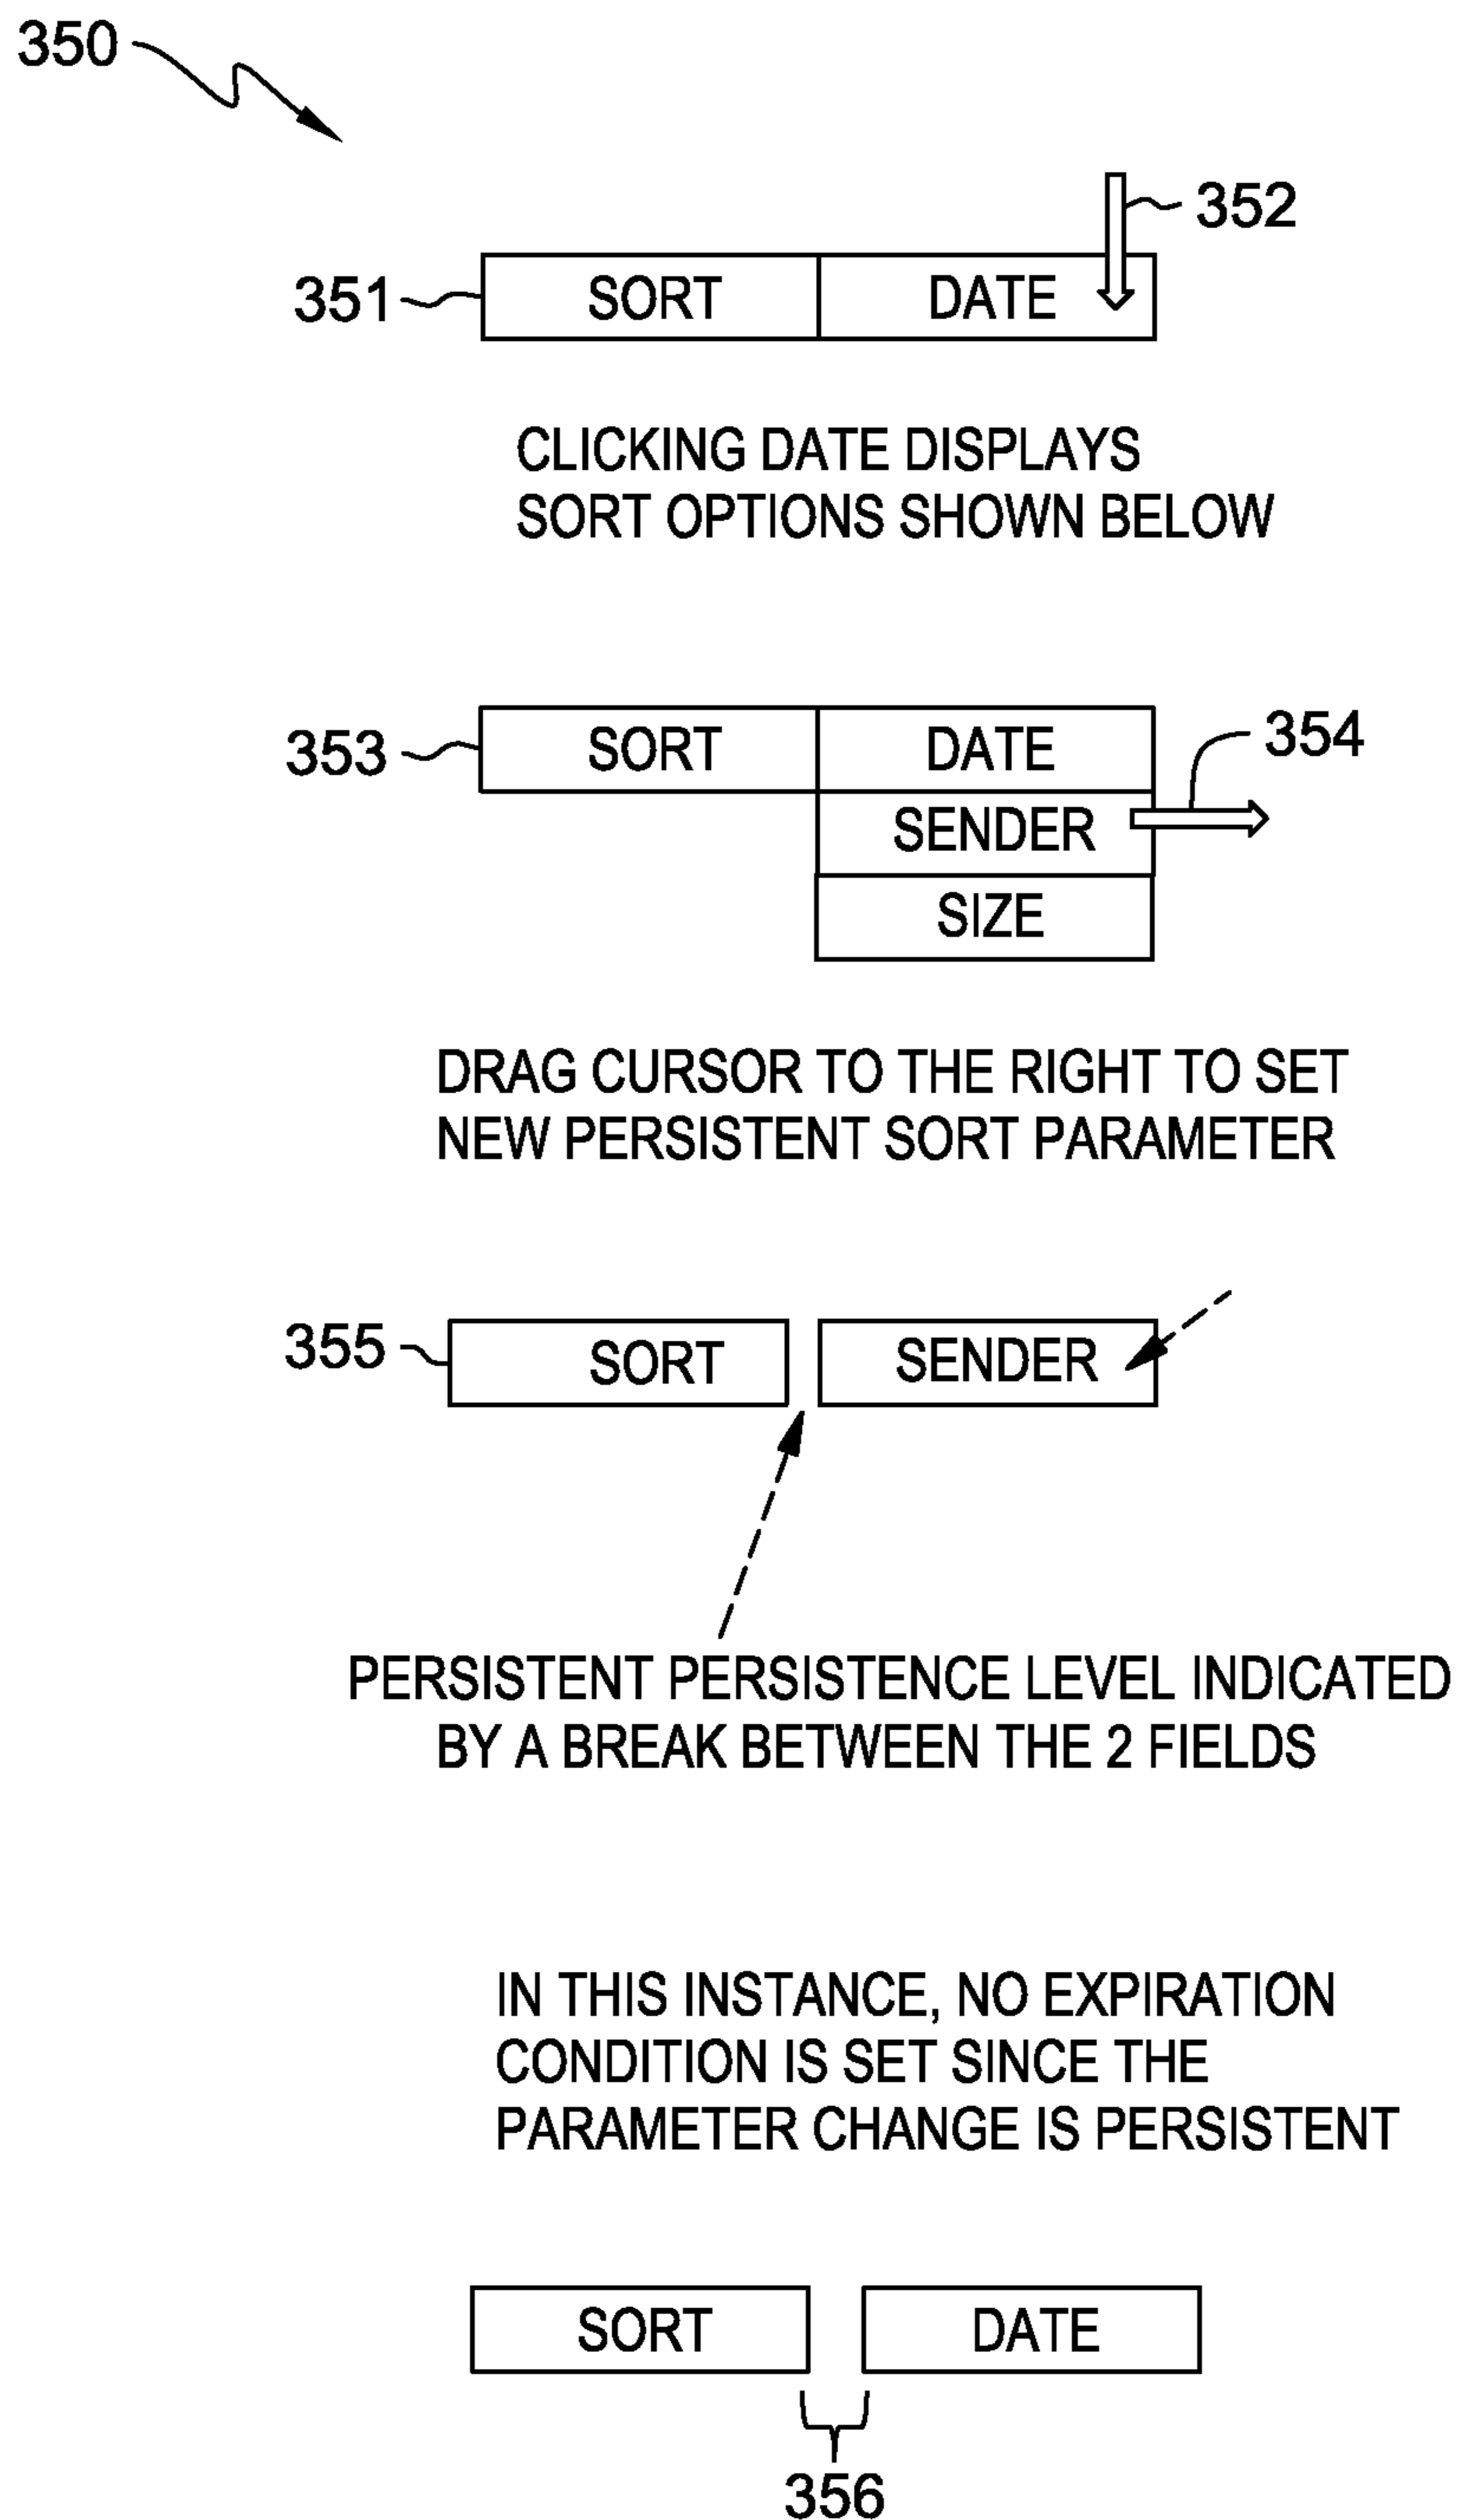 350
352
351
SORT DATE
CLICKING DATE DISPLAYS
SORT OPTIONS SHOWN BELOW
353
SORT DATE
354
SENDER
SIZE
DRAG CURSOR TO THE RIGHT TO SET
NEW PERSISTENT SORT PARAMETER
355
SORT SENDER
PERSISTENT PERSISTENCE LEVEL INDICATED
BY A BREAK BETWEEN THE 2 FIELDS
IN THIS INSTANCE, NO EXPIRATION
CONDITION IS SET SINCE THE
PARAMETER CHANGE IS PERSISTENT
SORT DATE
356